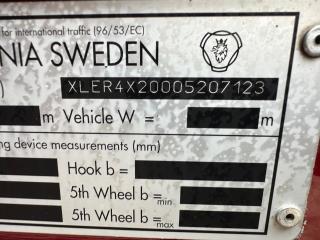 for international traffic (96/53/EC)
NIA SWEDEN
) XLER4X20005207123
m Vehicle W = m
ng device measurements (mm)
Hook b =
5th Wheel b = min
5th Wheel b = max